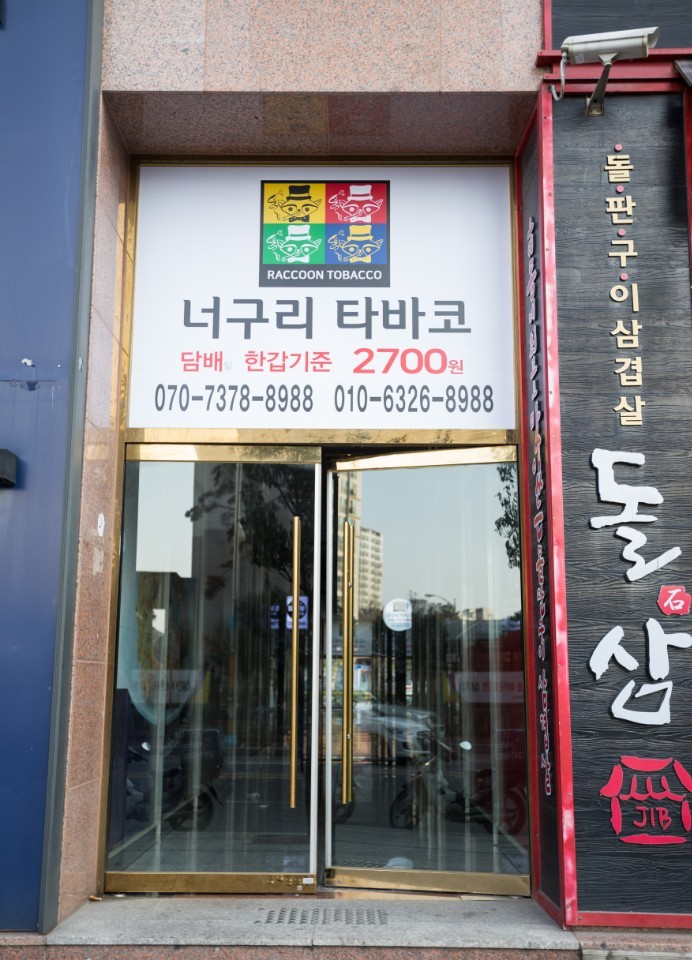 RACCOON TOBACCO
너구리 타바코
담배잎 한갑기준 2700원
070-7378-8988 010-6326-8988
돌·판·구·이삼겹살
돌
石
삼
JIB